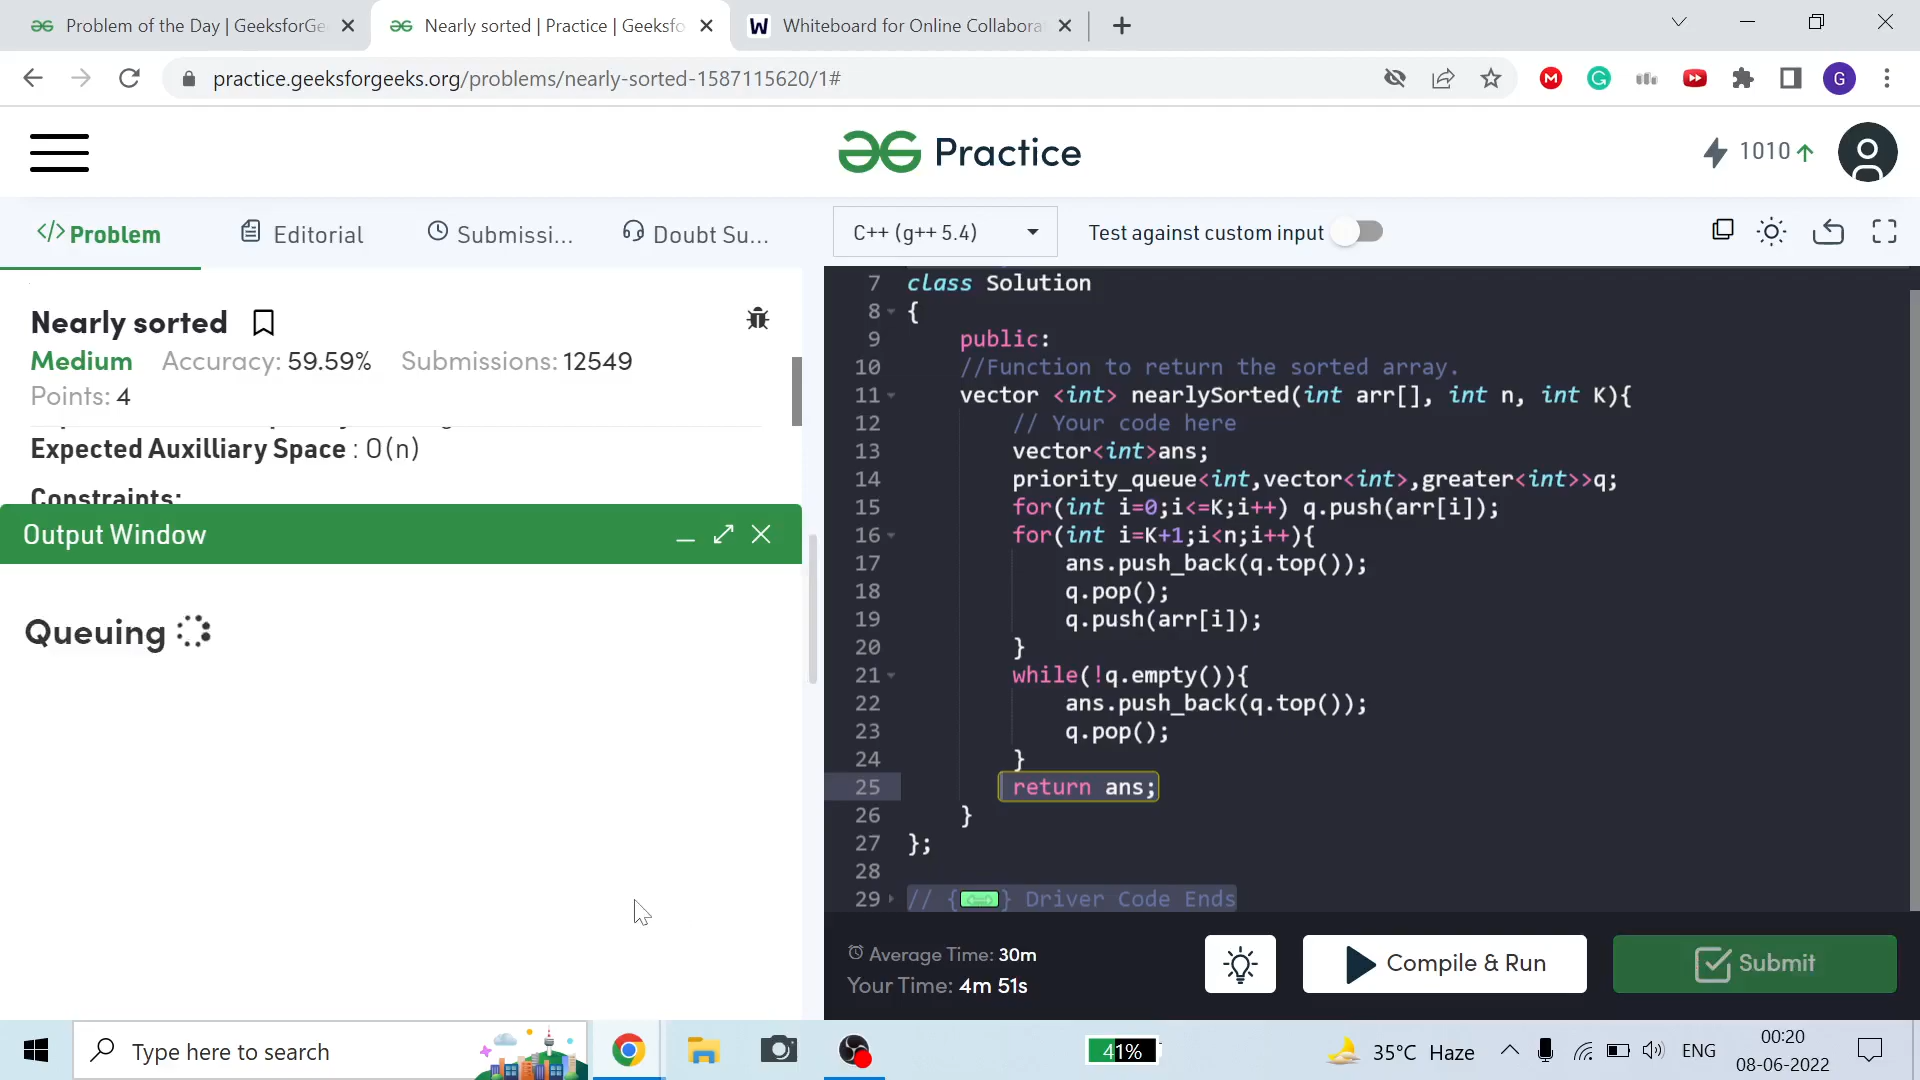 Problem of the Day | GeeksforGe
Nearly sorted | Practice | Geeksfo
W Whiteboard for Online Collabora
practice.geeksforgeeks.org/problems/nearly-sorted-1587115620/1#
M
G
G
Practice
1010
</> Problem
Editorial
Submissi...
Doubt Su...
C++ (g++ 5.4)
Test against custom input
Nearly sorted
Medium Accuracy: 59.59% Submissions: 12549
Points: 4
Expected Auxilliary Space : O(n)
Constraints:
Output Window
Queuing
7 class Solution
8 {
9 public:
10 //Function to return the sorted array.
11 vector <int> nearlySorted(int arr[], int n, int K){
12 // Your code here
13 vector<int>ans;
14 priority_queue<int,vector<int>,greater<int>>q;
15 for(int i=0;i<=K;i++) q.push(arr[i]);
16 for(int i=K+1;i<n;i++){
17 ans.push_back(q.top());
18 q.pop();
19 q.push(arr[i]);
20 }
21 while(!q.empty()){
22 ans.push_back(q.top());
23 q.pop();
24 }
25 return ans;
26 }
27 };
28
29 // { } Driver Code Ends
Average Time: 30m
Your Time: 4m 51s
Compile & Run
Submit
Type here to search
41%
35°C Haze
ENG
00:20
08-06-2022